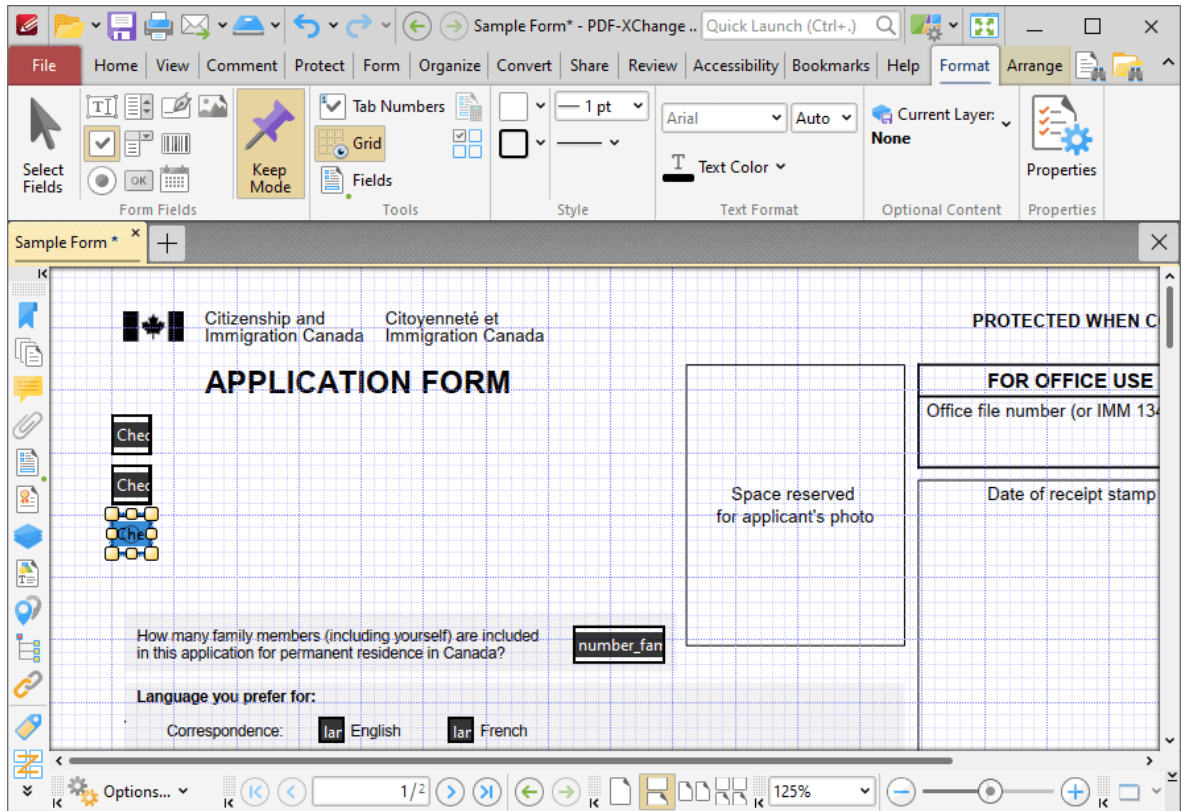 Sample Form* - PDF-XChange ..
Quick Launch (Ctrl+.)
File Home View Comment Protect Form Organize Convert Share Review Accessibility Bookmarks Help Format Arrange
Select Fields
OK
Form Fields
Keep Mode
Tab Numbers
Grid
Fields
Tools
1 pt
Style
Arial
Auto
Text Color
Text Format
Current Layer:
None
Optional Content
Properties
Properties
Sample Form *
Citizenship and Citoyenneté et
Immigration Canada Immigration Canada
PROTECTED WHEN C
APPLICATION FORM
FOR OFFICE USE
Office file number (or IMM 134
Chec
Chec
Che
Space reserved
for applicant's photo
Date of receipt stamp
How many family members (including yourself) are included
in this application for permanent residence in Canada?
number_fan
Language you prefer for:
Correspondence: lar English lar French
Options...
1/2
125%